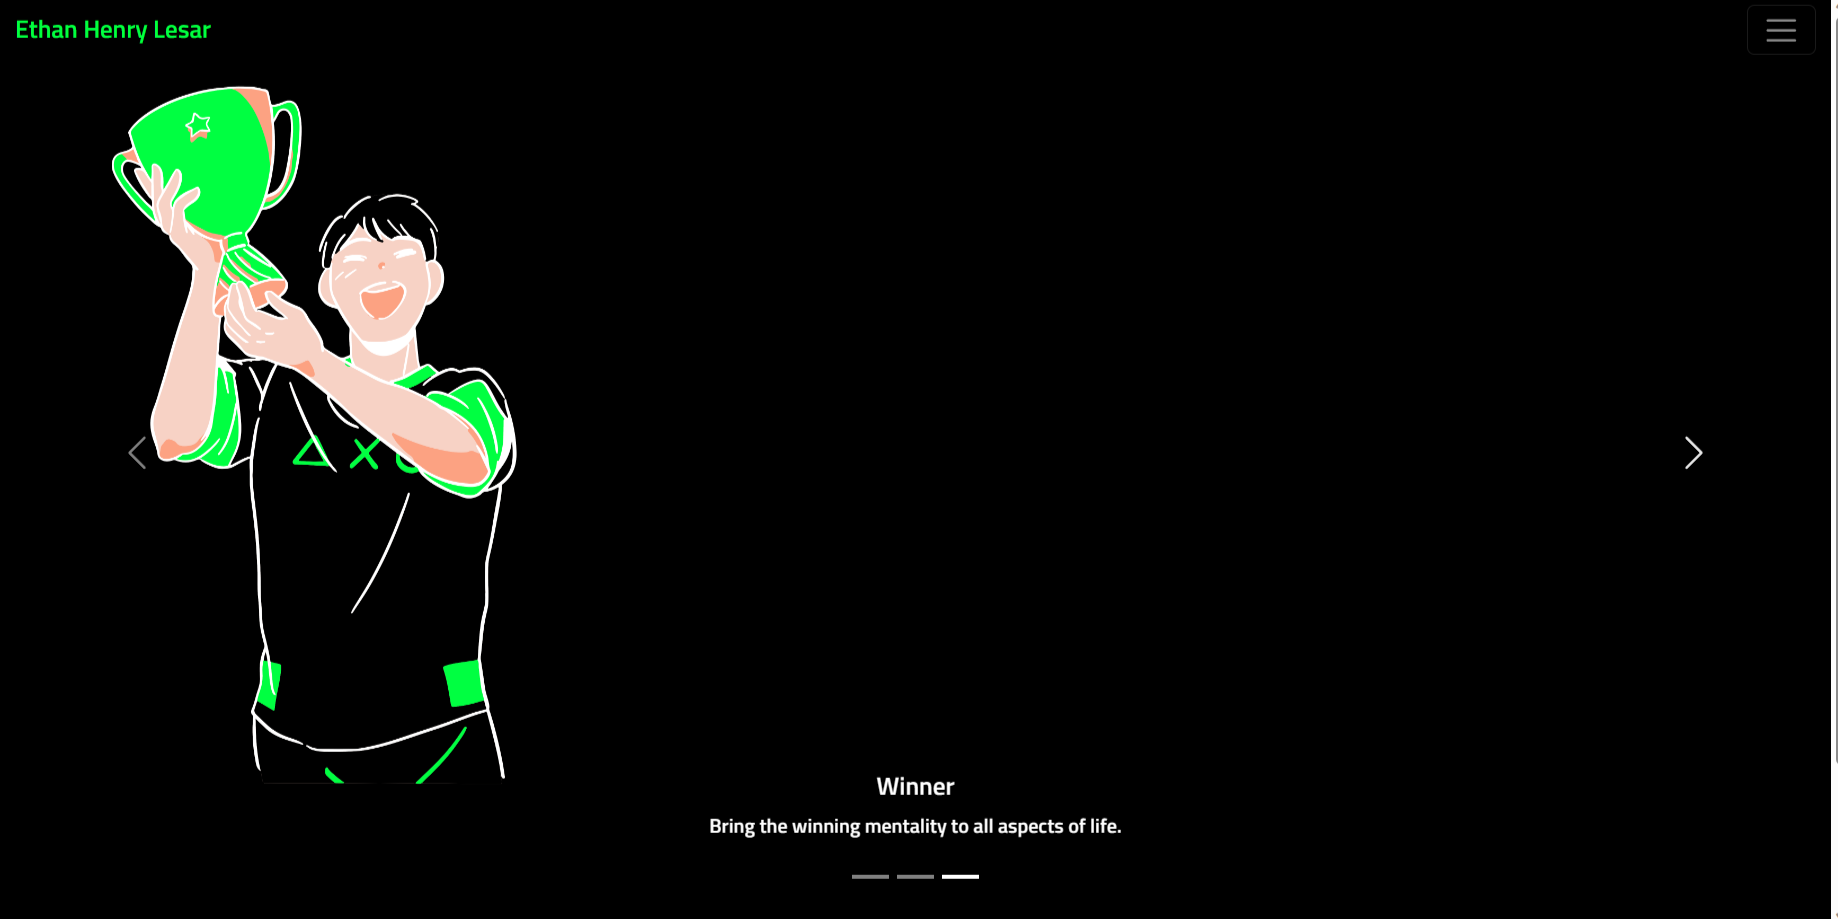 Ethan Henry Lesar
Winner
Bring the winning mentality to all aspects of life.